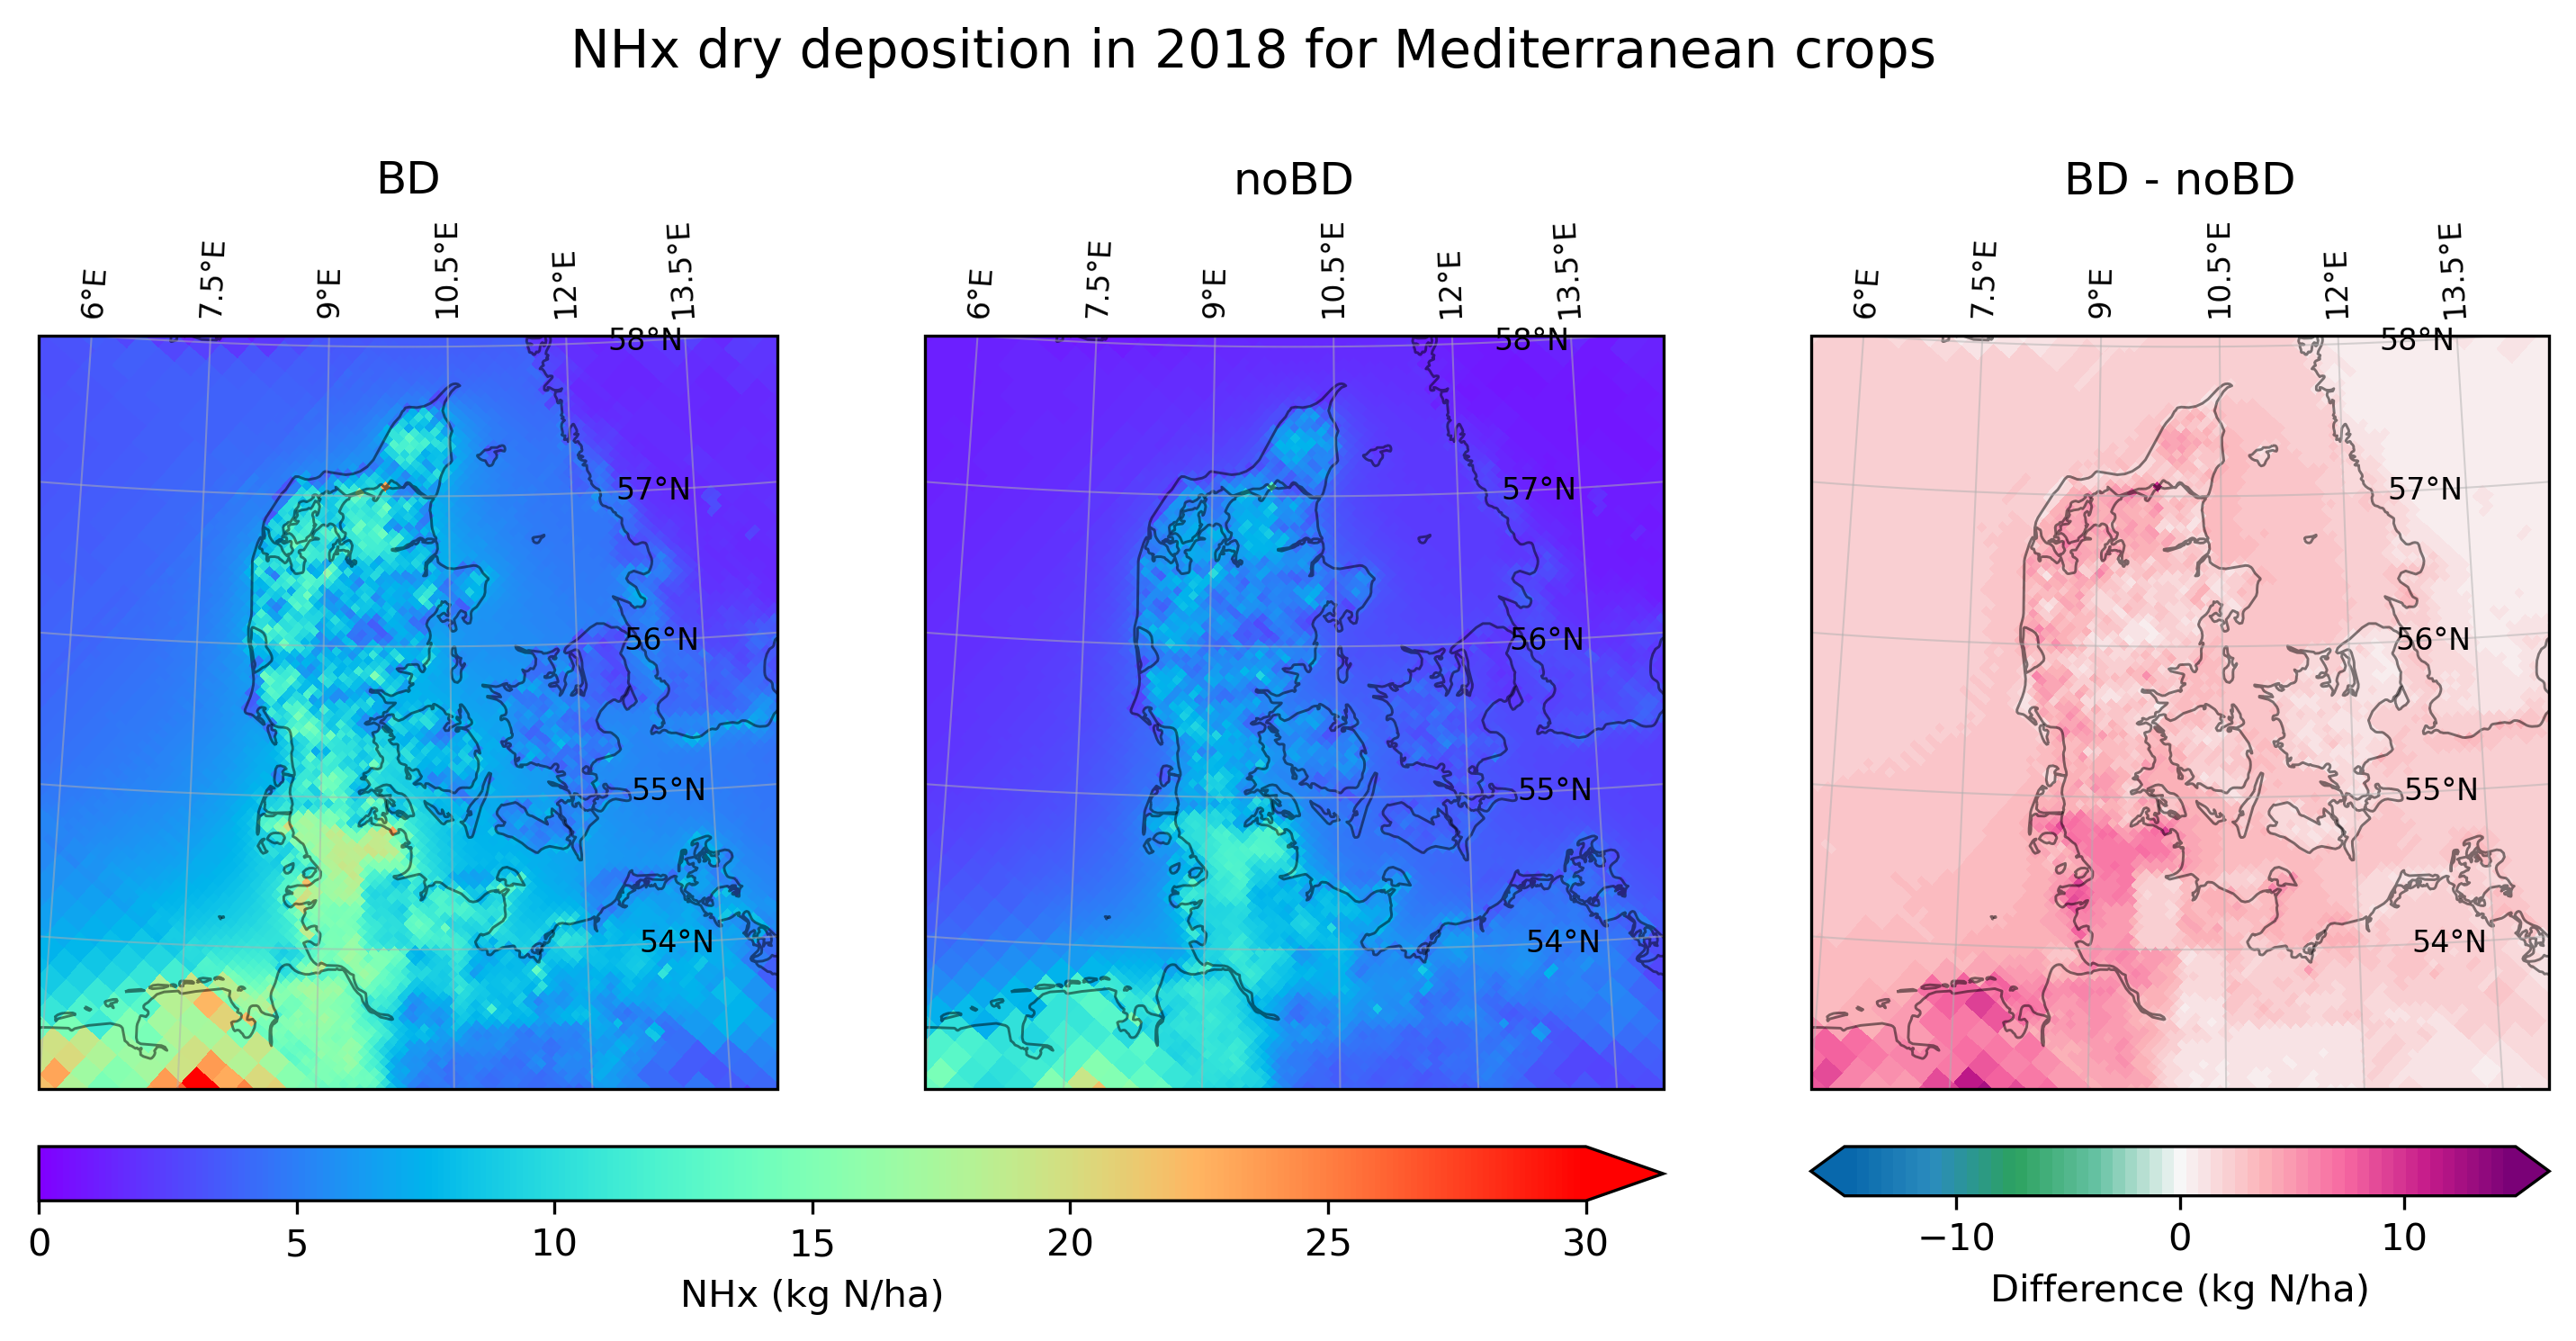 NHx dry deposition in 2018 for Mediterranean crops
BD
noBD
BD - noBD
6°E 7.5°E 9°E 10.5°E 12°E 13.5°E
6°E 7.5°E 9°E 10.5°E 12°E 13.5°E
6°E 7.5°E 9°E 10.5°E 12°E 13.5°E
58°N 58°N 58°N
57°N 57°N 57°N
56°N 56°N 56°N
55°N 55°N 55°N
54°N 54°N 54°N
0 5 10 15 20 25 30
NHx (kg N/ha)
−10 0 10
Difference (kg N/ha)